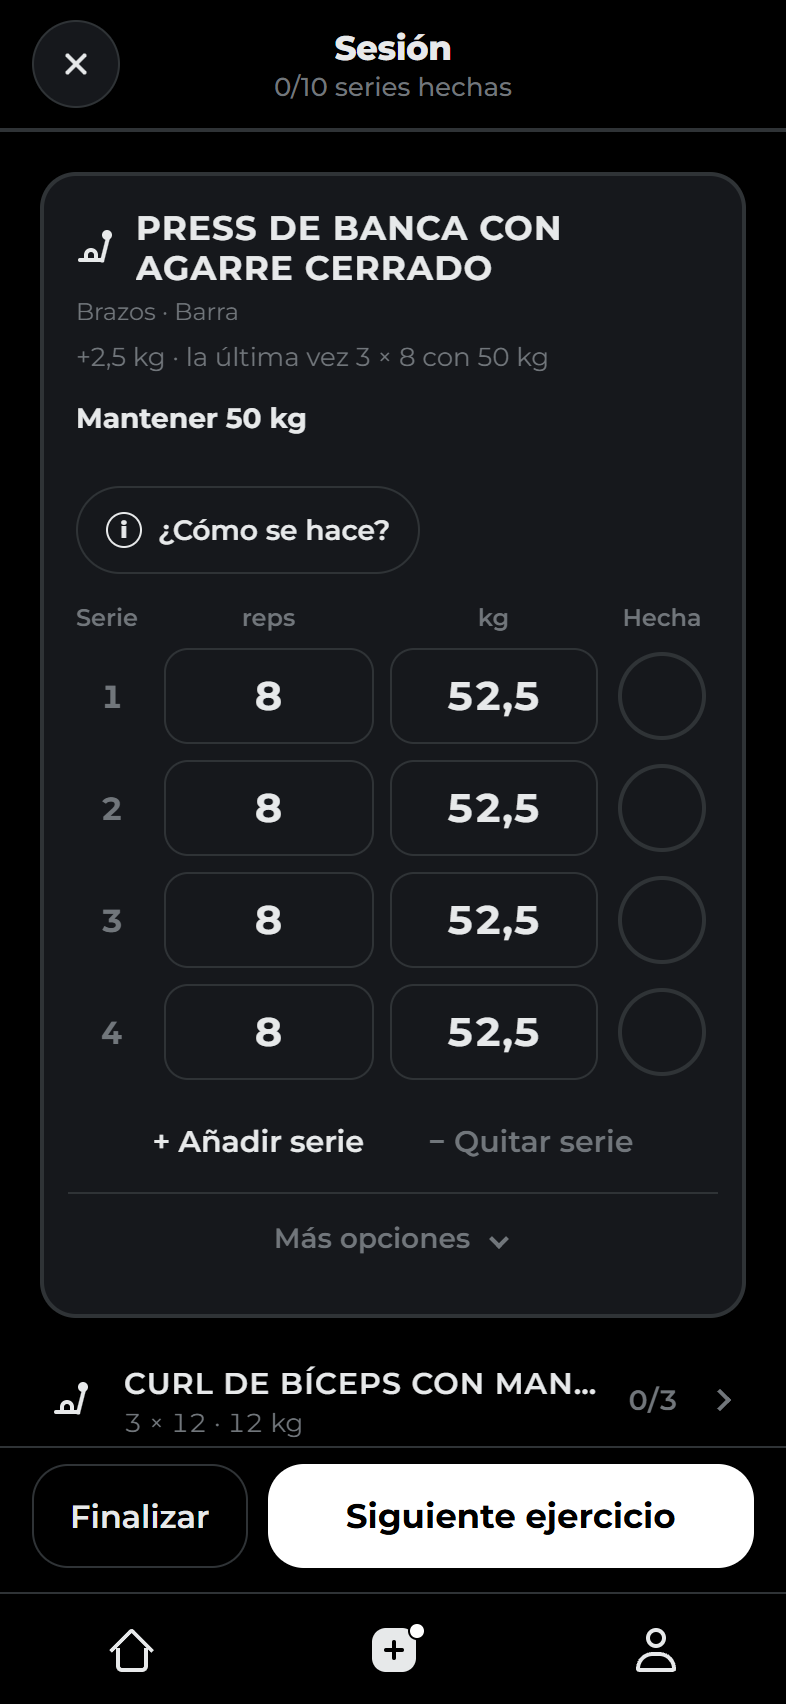 Sesión
0/10 series hechas
PRESS DE BANCA CON
AGARRE CERRADO
Brazos · Barra
+2,5 kg · la última vez 3 × 8 con 50 kg
Mantener 50 kg
¿Cómo se hace?
Serie reps kg Hecha
1 8 52,5
2 8 52,5
3 8 52,5
4 8 52,5
+ Añadir serie − Quitar serie
Más opciones
CURL DE BÍCEPS CON MAN...
3 × 12 · 12 kg
0/3
Finalizar
Siguiente ejercicio